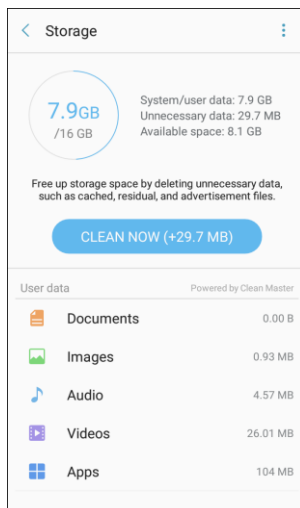 Storage
7.9GB
/16 GB
System/user data: 7.9 GB
Unnecessary data: 29.7 MB
Available space: 8.1 GB
Free up storage space by deleting unnecessary data,
such as cached, residual, and advertisement files.
CLEAN NOW (+29.7 MB)
User data Powered by Clean Master
Documents 0.00 B
Images 0.93 MB
Audio 4.57 MB
Videos 26.01 MB
Apps 104 MB